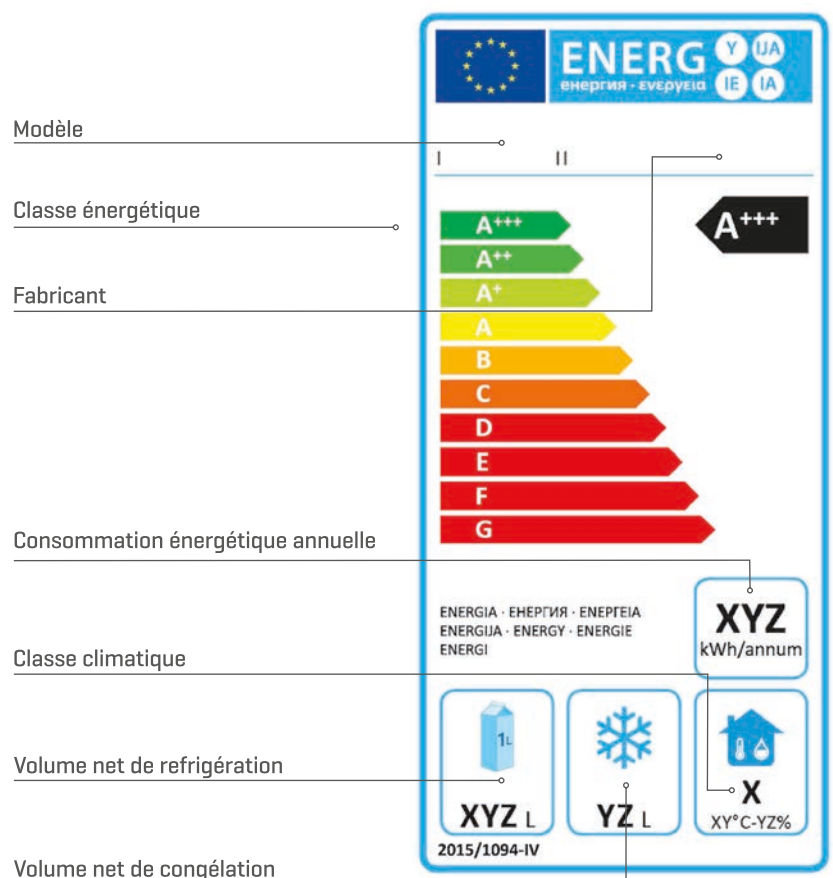 ENERG Y IJA
енергия · ενεργεια IE IA
Modèle
I II
Classe énergétique
A+++
A+++
A++
Fabricant
A+
A
B
C
D
E
F
G
Consommation énergétique annuelle
ENERGIA · ЕНЕРГИЯ · ΕΝΕΡΓΕΙΑ
ENERGIJA · ENERGY · ENERGIE
ENERGI
XYZ
kWh/annum
Classe climatique
1L
Volume net de refrigération
XYZ L
YZ L
X
XY°C-YZ%
2015/1094-IV
Volume net de congélation